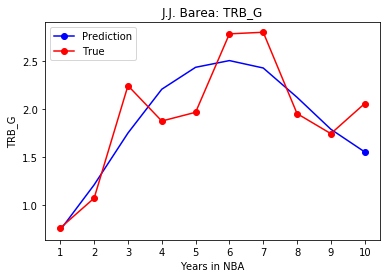 J.J. Barea: TRB_G
Prediction
True
TRB_G
2.5
2.0
1.5
1.0
1 2 3 4 5 6 7 8 9 10
Years in NBA